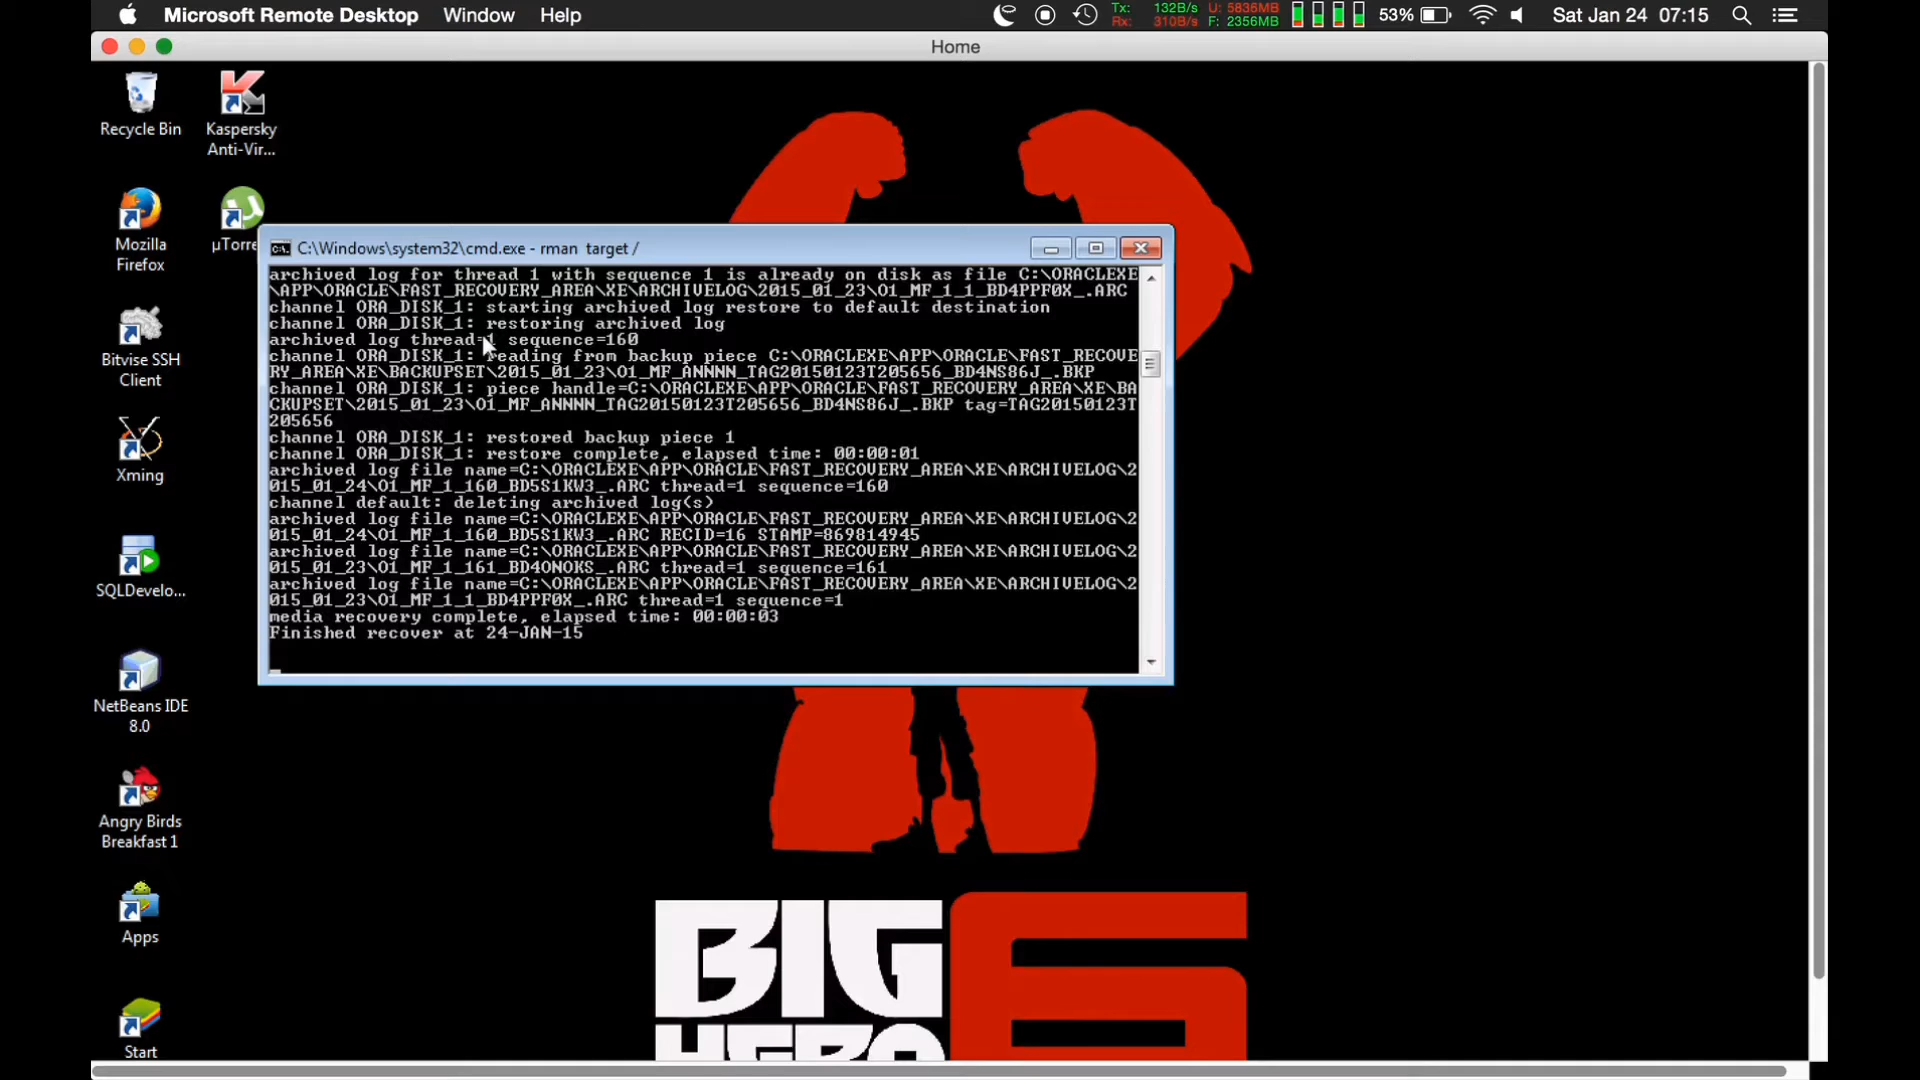 Microsoft Remote Desktop Window Help
Tx: 132B/s U: 5836MB
Rx: 310B/s F: 2356MB
53% Sat Jan 24 07:15
Home
Recycle Bin
Kaspersky
Anti-Vir...
Mozilla
Firefox
µTorre
Bitvise SSH
Client
Xming
SQLDevelo...
NetBeans IDE
8.0
Angry Birds
Breakfast 1
Apps
Start
C:\Windows\system32\cmd.exe - rman target /
archived log for thread 1 with sequence 1 is already on disk as file C:\ORACLEXE
\APP\ORACLE\FAST_RECOVERY_AREA\XE\ARCHIVELOG\2015_01_23\O1_MF_1_1_BD4PPF0X_.ARC
channel ORA_DISK_1: starting archived log restore to default destination
channel ORA_DISK_1: restoring archived log
archived log thread=1 sequence=160
channel ORA_DISK_1: reading from backup piece C:\ORACLEXE\APP\ORACLE\FAST_RECOVE
RY_AREA\XE\BACKUPSET\2015_01_23\O1_MF_ANNNN_TAG20150123T205656_BD4NS86J_.BKP
channel ORA_DISK_1: piece handle=C:\ORACLEXE\APP\ORACLE\FAST_RECOVERY_AREA\XE\BA
CKUPSET\2015_01_23\O1_MF_ANNNN_TAG20150123T205656_BD4NS86J_.BKP tag=TAG20150123T
205656
channel ORA_DISK_1: restored backup piece 1
channel ORA_DISK_1: restore complete, elapsed time: 00:00:01
archived log file name=C:\ORACLEXE\APP\ORACLE\FAST_RECOVERY_AREA\XE\ARCHIVELOG\2
015_01_24\O1_MF_1_160_BD5S1KW3_.ARC thread=1 sequence=160
channel default: deleting archived log(s)
archived log file name=C:\ORACLEXE\APP\ORACLE\FAST_RECOVERY_AREA\XE\ARCHIVELOG\2
015_01_24\O1_MF_1_160_BD5S1KW3_.ARC RECID=16 STAMP=869814945
archived log file name=C:\ORACLEXE\APP\ORACLE\FAST_RECOVERY_AREA\XE\ARCHIVELOG\2
015_01_23\O1_MF_1_161_BD4ONOKS_.ARC thread=1 sequence=161
archived log file name=C:\ORACLEXE\APP\ORACLE\FAST_RECOVERY_AREA\XE\ARCHIVELOG\2
015_01_23\O1_MF_1_1_BD4PPF0X_.ARC thread=1 sequence=1
media recovery complete, elapsed time: 00:00:03
Finished recover at 24-JAN-15
BIG 6
HERO